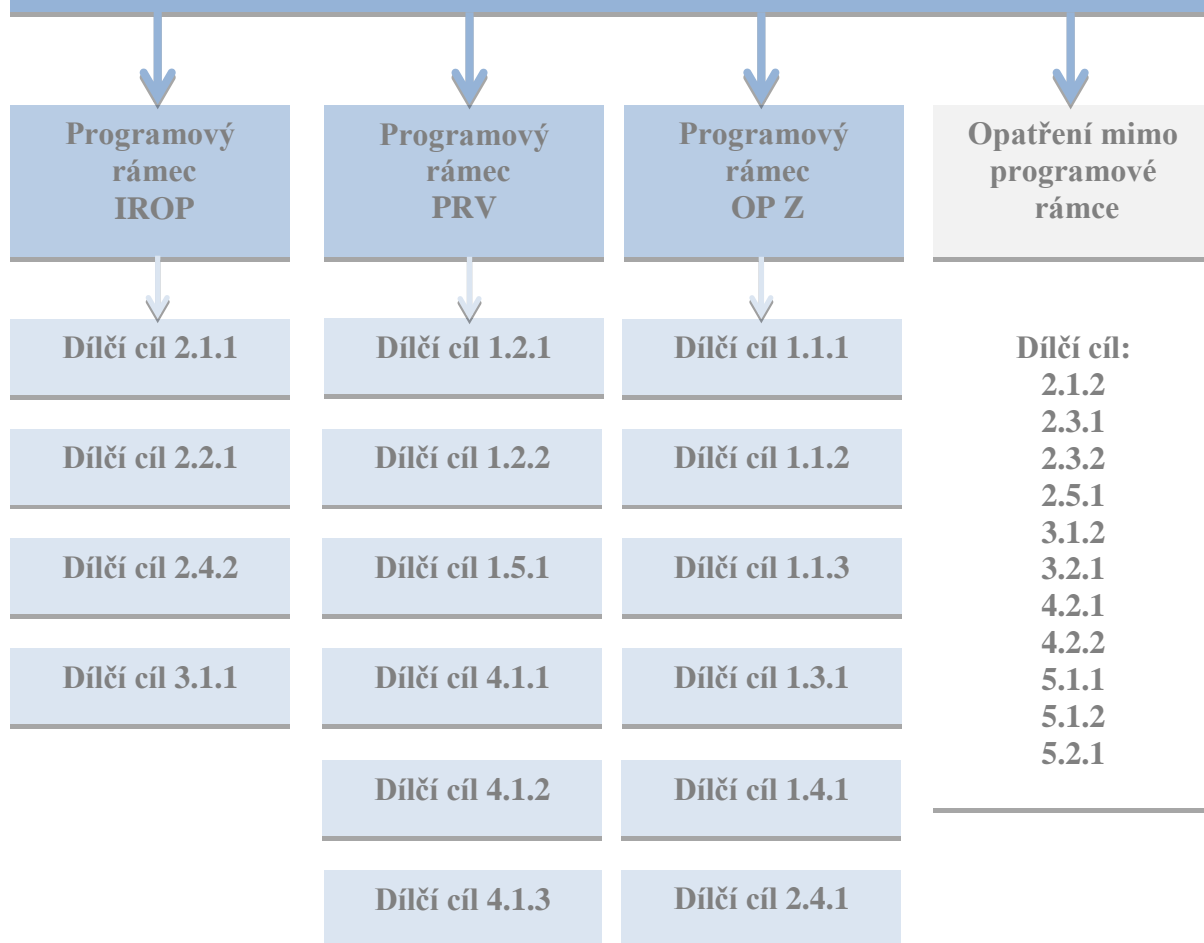 Programový
rámec
IROP
Programový
rámec
PRV
Programový
rámec
OP Z
Opatření mimo
programové
rámce
Dílčí cíl 2.1.1
Dílčí cíl 2.2.1
Dílčí cíl 2.4.2
Dílčí cíl 3.1.1
Dílčí cíl 1.2.1
Dílčí cíl 1.2.2
Dílčí cíl 1.5.1
Dílčí cíl 4.1.1
Dílčí cíl 4.1.2
Dílčí cíl 4.1.3
Dílčí cíl 1.1.1
Dílčí cíl 1.1.2
Dílčí cíl 1.1.3
Dílčí cíl 1.3.1
Dílčí cíl 1.4.1
Dílčí cíl 2.4.1
Dílčí cíl:
2.1.2
2.3.1
2.3.2
2.5.1
3.1.2
3.2.1
4.2.1
4.2.2
5.1.1
5.1.2
5.2.1